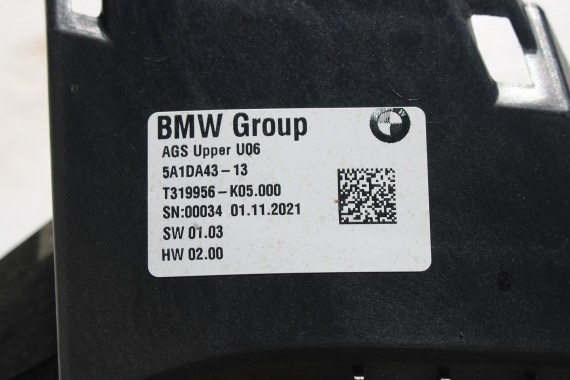 BMW Group
AGS Upper U06
5A1DA43-13
T319956-K05.000
SN:00034 01.11.2021
SW 01.03
HW 02.00